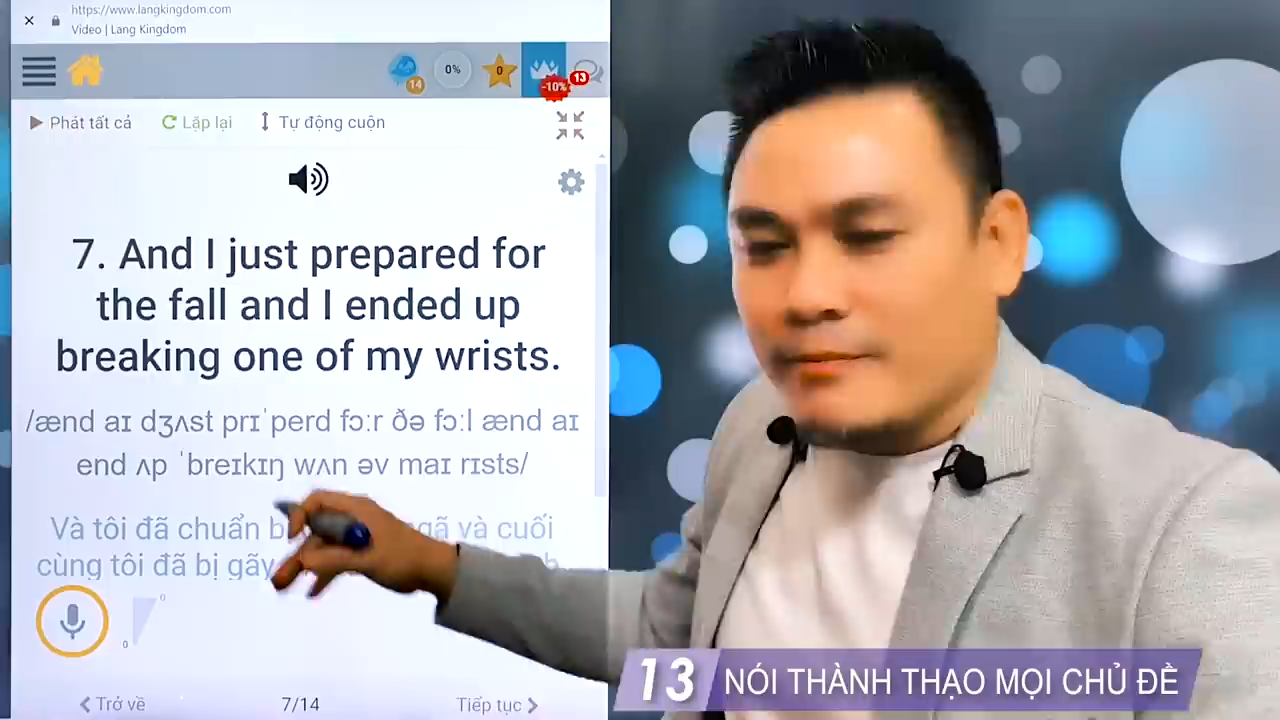 https://www.langkingdom.com
Video | Lang Kingdom
14
0%
0
-10%
13
Phát tất cả
Lặp lại
Tự động cuộn
7. And I just prepared for
the fall and I ended up
breaking one of my wrists.
/ænd aɪ dʒʌst prɪˈperd fɔːr ðə fɔːl ænd aɪ
end ʌp ˈbreɪkɪŋ wʌn əv maɪ rɪsts/
Và tôi đã chuẩn bị ngã và cuối
cùng tôi đã bị gãy
0
0
Trở về
7/14
Tiếp tục
13 NÓI THÀNH THẠO MỌI CHỦ ĐỀ